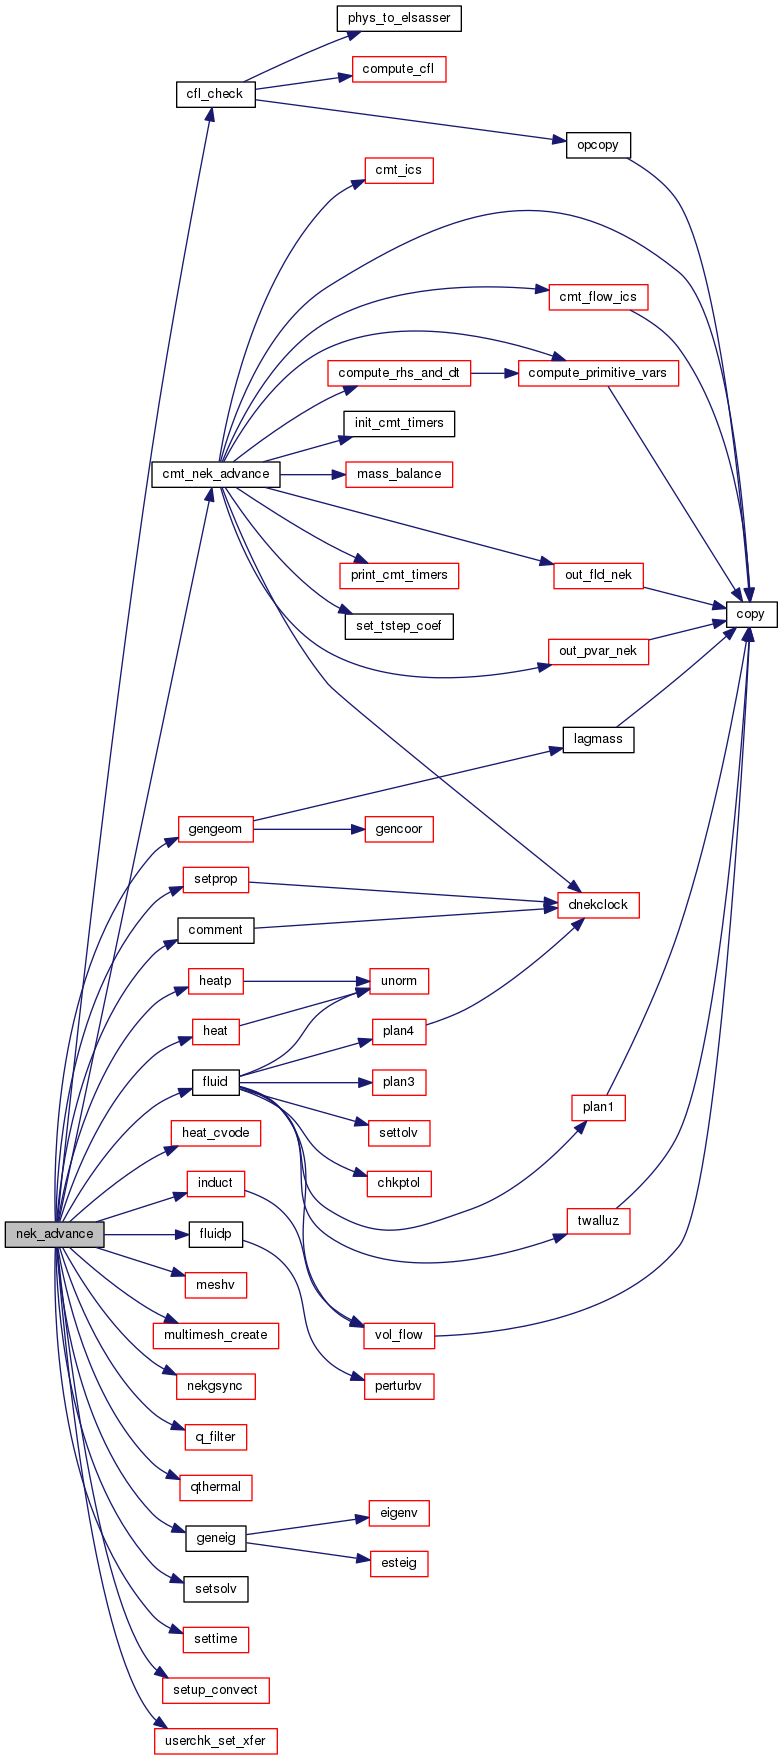 phys_to_elsasser
compute_cfl
cfl_check
opcopy
cmt_ics
cmt_flow_ics
compute_rhs_and_dt
compute_primitive_vars
init_cmt_timers
cmt_nek_advance
mass_balance
print_cmt_timers
out_fld_nek
copy
set_tstep_coef
out_pvar_nek
lagmass
gengeom
gencoor
setprop
dnekclock
comment
heatp
unorm
heat
plan4
fluid
plan3
plan1
heat_cvode
settolv
induct
chkptol
twalluz
nek_advance
fluidp
meshv
multimesh_create
vol_flow
nekgsync
perturbv
q_filter
qthermal
eigenv
geneig
esteig
setsolv
settime
setup_convect
userchk_set_xfer